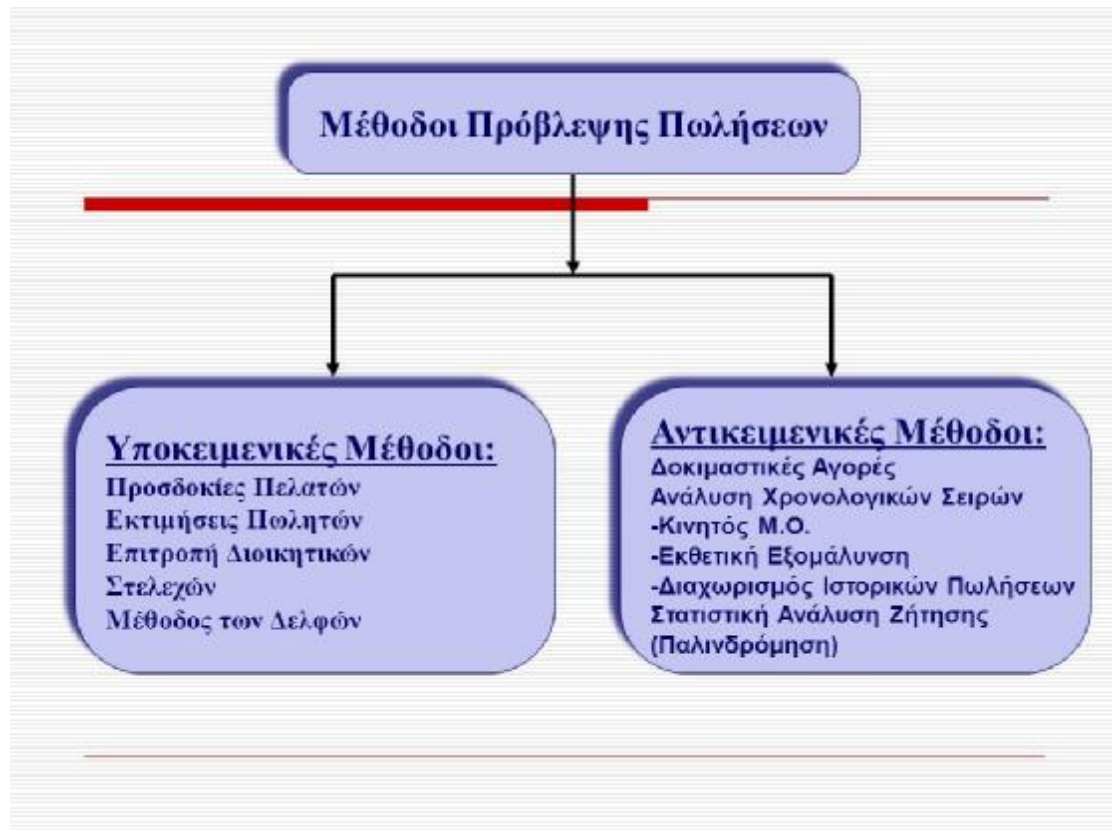 Μέθοδοι Πρόβλεψης Πωλήσεων
Υποκειμενικές Μέθοδοι:
Προσδοκίες Πελατών
Εκτιμήσεις Πωλητών
Επιτροπή Διοικητικών
Στελεχών
Μέθοδος των Δελφών
Αντικειμενικές Μέθοδοι:
Δοκιμαστικές Αγορές
Ανάλυση Χρονολογικών Σειρών
-Κινητός Μ.Ο.
-Εκθετική Εξομάλυνση
-Διαχωρισμός Ιστορικών Πωλήσεων
Στατιστική Ανάλυση Ζήτησης
(Παλινδρόμηση)